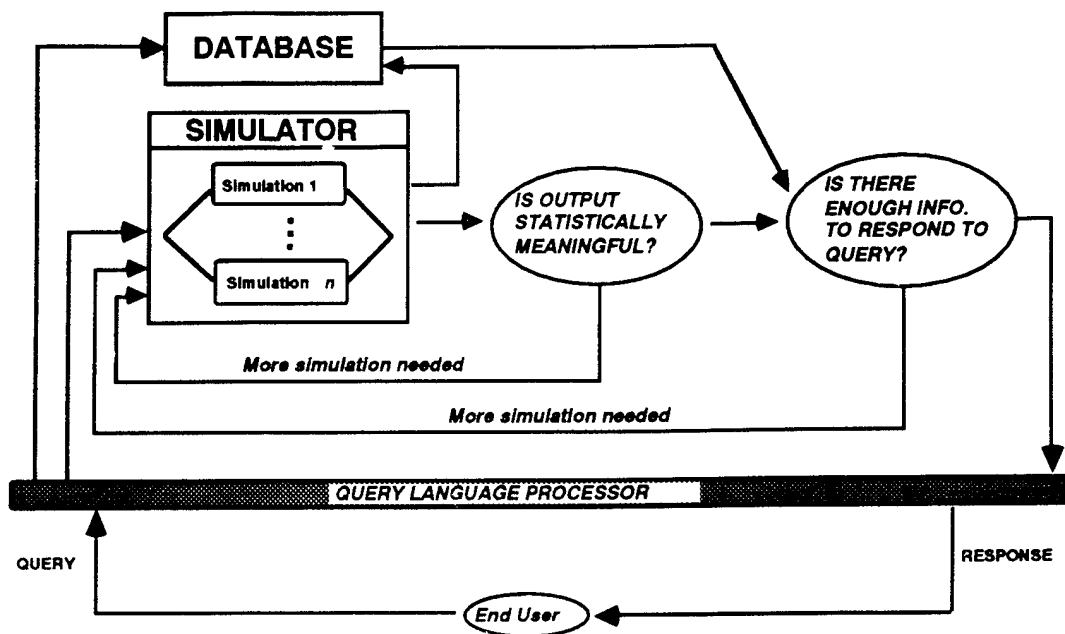 DATABASE
SIMULATOR
Simulation 1
Simulation n
IS OUTPUT
STATISTICALLY
MEANINGFUL?
IS THERE
ENOUGH INFO.
TO RESPOND TO
QUERY?
More simulation needed
More simulation needed
QUERY LANGUAGE PROCESSOR
QUERY
RESPONSE
End User